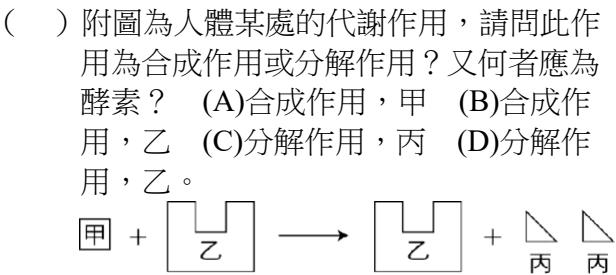 (　)附圖為人體某處的代謝作用，請問此作
用為合成作用或分解作用？又何者應為
酵素？　(A)合成作用，甲　(B)合成作
用，乙　(C)分解作用，丙　(D)分解作
用，乙。
甲 + 乙 ⟶ 乙 + 丙 丙